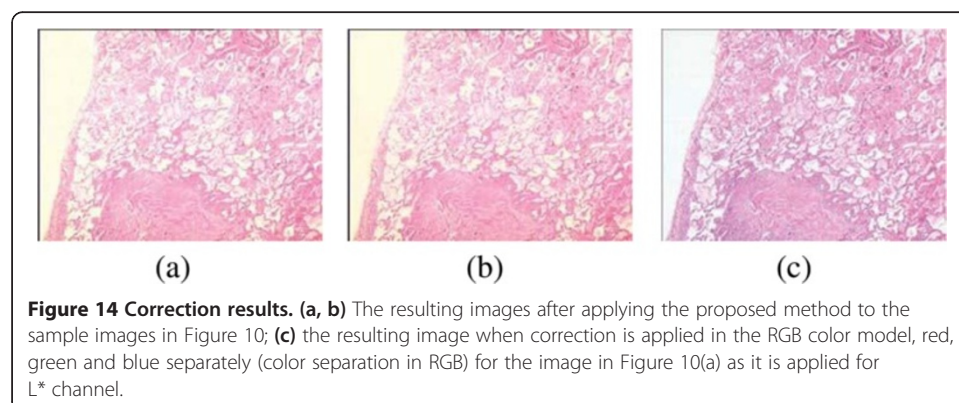 (a) (b) (c)
Figure 14 Correction results. (a, b) The resulting images after applying the proposed method to the
sample images in Figure 10; (c) the resulting image when correction is applied in the RGB color model, red,
green and blue separately (color separation in RGB) for the image in Figure 10(a) as it is applied for
L* channel.